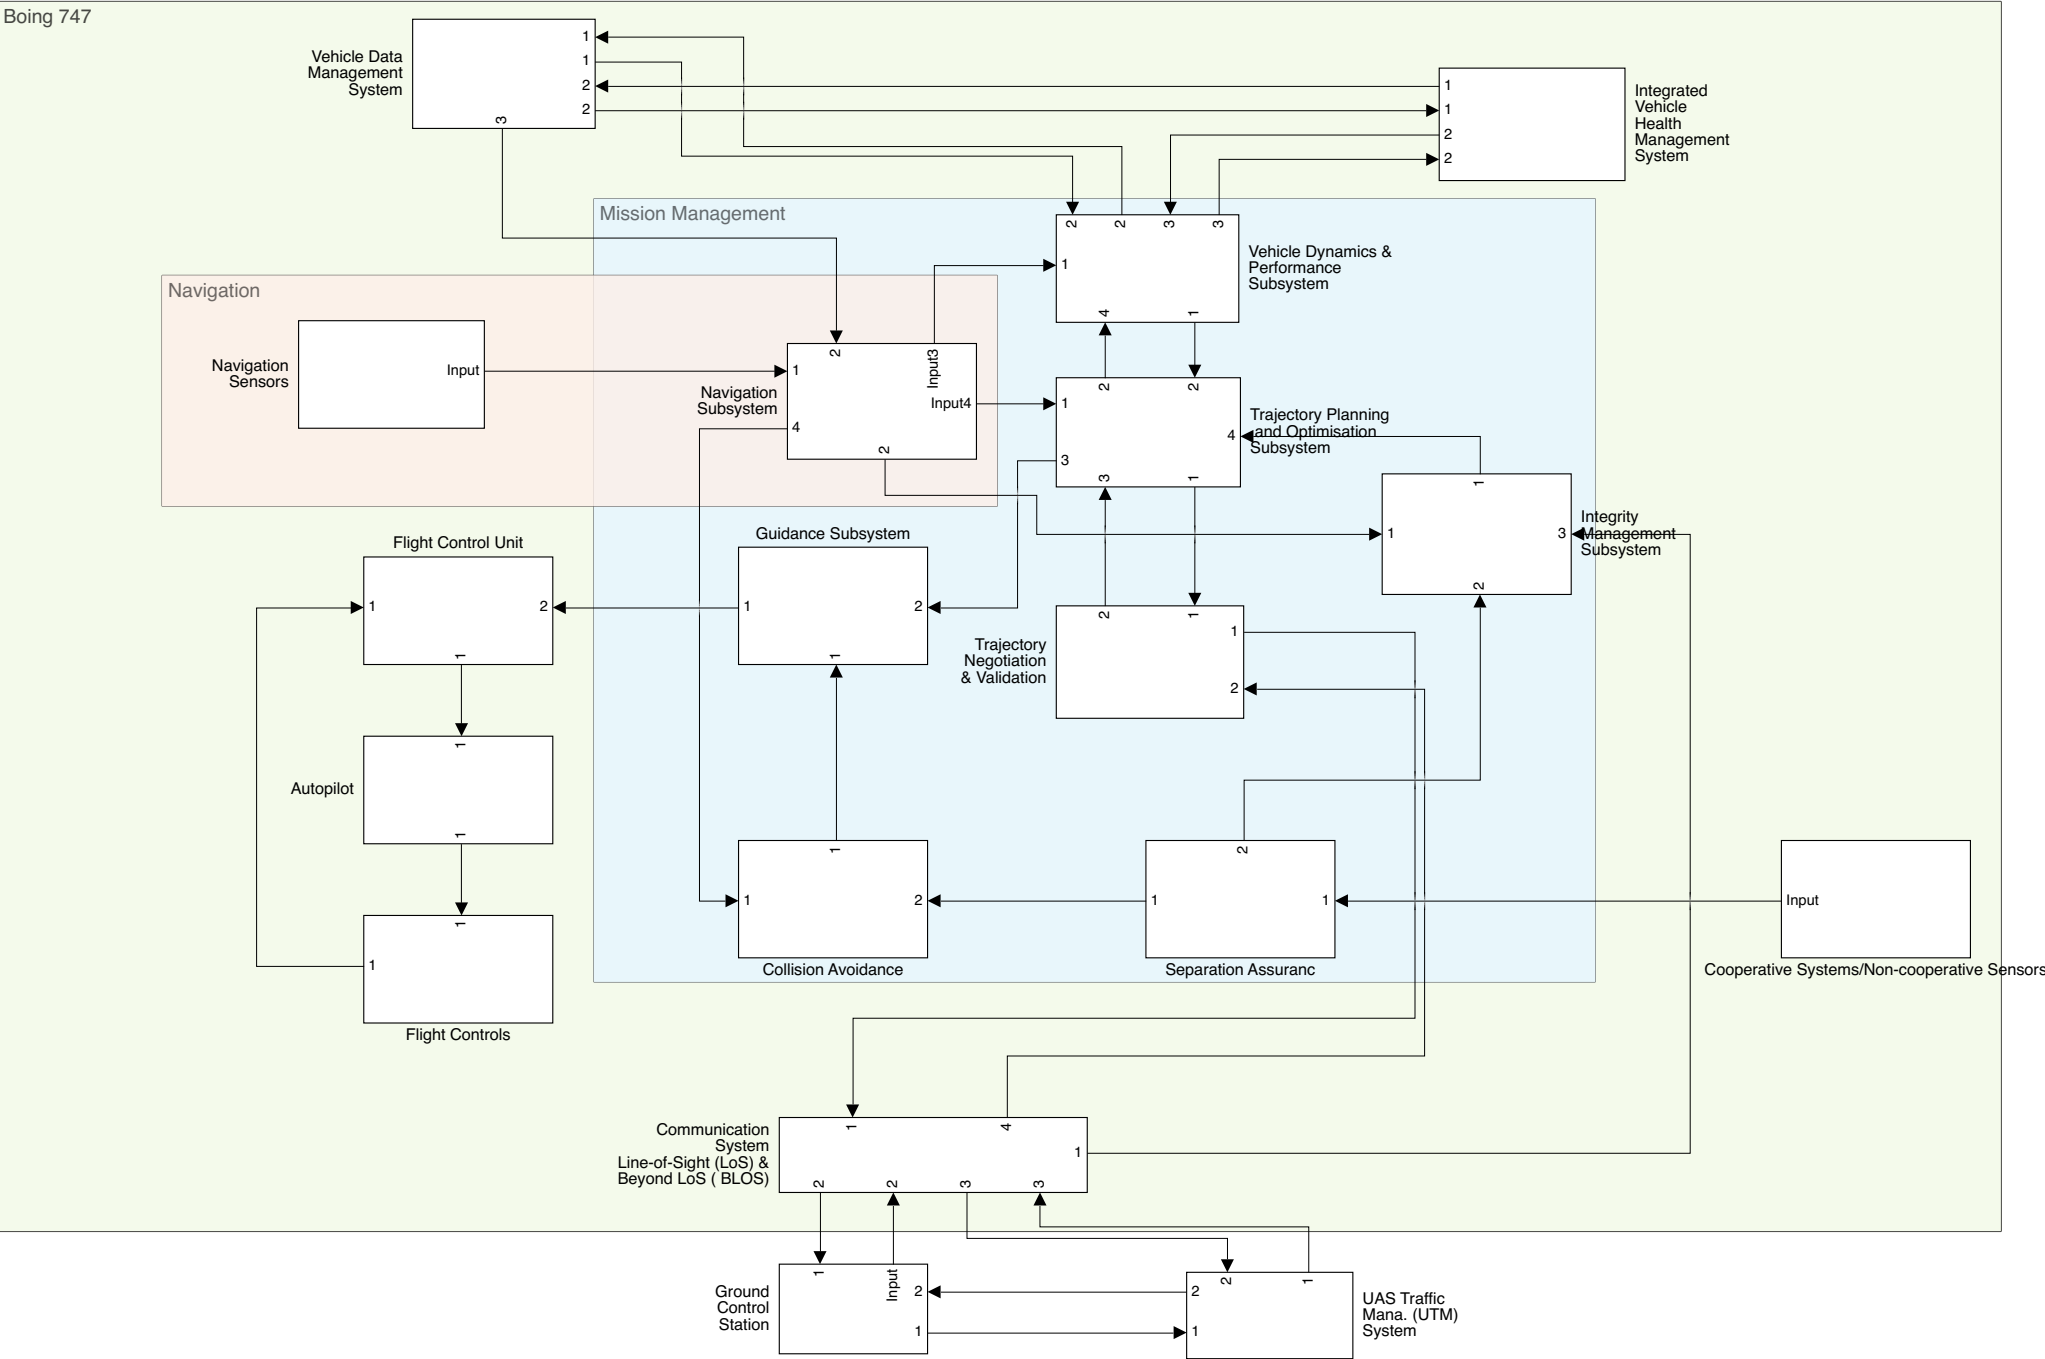 Boing 747
Vehicle Data
Management
System
1
1
2
2
3
1
1
2
2
Integrated
Vehicle
Health
Management
System
Mission Management
2
2
3
3
1
4
1
Vehicle Dynamics &
Performance
Subsystem
Navigation
Navigation
Sensors
Input
2
Input3
1
Input4
4
2
Navigation
Subsystem
2
2
1
4
3
3
1
Trajectory Planning
and Optimisation
Subsystem
1
1
3
2
Integrity
Management
Subsystem
Flight Control Unit
1
2
1
Guidance Subsystem
1
2
1
2
1
1
2
Trajectory
Negotiation
& Validation
Autopilot
1
1
1
1
Flight Controls
1
1
2
Collision Avoidance
2
1
1
Separation Assuranc
Input
Cooperative Systems/Non-cooperative Sensors
Communication
System
Line-of-Sight (LoS) &
Beyond LoS ( BLOS)
1
4
1
2
2
3
3
Ground
Control
Station
1
Input
2
1
2
1
2
1
UAS Traffic
Mana. (UTM)
System